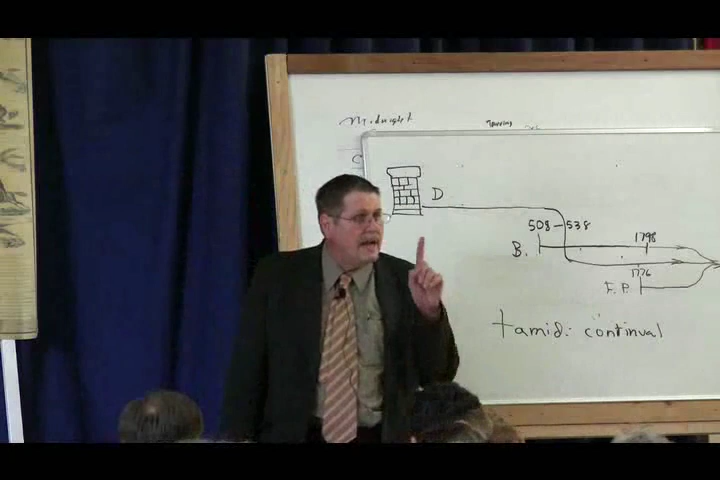 Midnight
C
D
508 – 538
B.
1798
1776
F. P.
tamid: continual